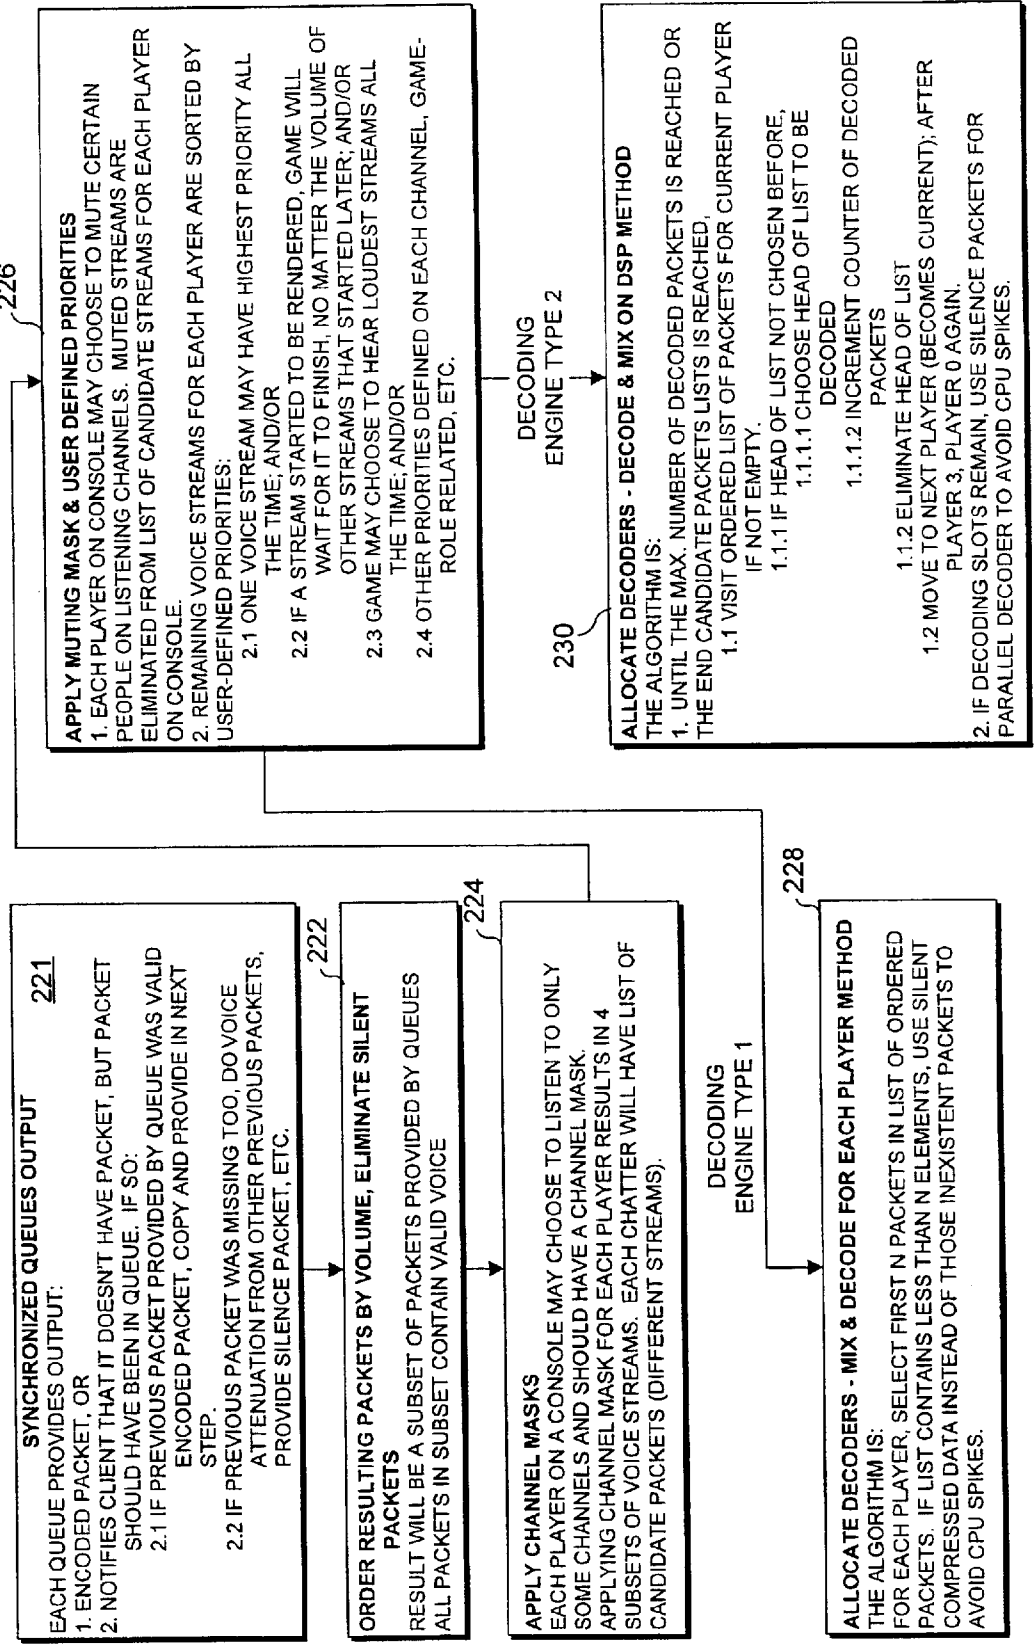 SYNCHRONIZED QUEUES OUTPUT
221
EACH QUEUE PROVIDES OUTPUT:
1. ENCODED PACKET, OR
2. NOTIFIES CLIENT THAT IT DOESN'T HAVE PACKET, BUT PACKET
SHOULD HAVE BEEN IN QUEUE. IF SO:
2.1 IF PREVIOUS PACKET PROVIDED BY QUEUE WAS VALID
ENCODED PACKET, COPY AND PROVIDE IN NEXT
STEP.
2.2 IF PREVIOUS PACKET WAS MISSING TOO, DO VOICE
ATTENUATION FROM OTHER PREVIOUS PACKETS,
PROVIDE SILENCE PACKET, ETC.
222
ORDER RESULTING PACKETS BY VOLUME, ELIMINATE SILENT
PACKETS
RESULT WILL BE A SUBSET OF PACKETS PROVIDED BY QUEUES
ALL PACKETS IN SUBSET CONTAIN VALID VOICE
224
APPLY CHANNEL MASKS
EACH PLAYER ON A CONSOLE MAY CHOOSE TO LISTEN TO ONLY
SOME CHANNELS AND SHOULD HAVE A CHANNEL MASK.
APPLYING CHANNEL MASK FOR EACH PLAYER RESULTS IN 4
SUBSETS OF VOICE STREAMS. EACH CHATTER WILL HAVE LIST OF
CANDIDATE PACKETS (DIFFERENT STREAMS).
226
APPLY MUTING MASK & USER DEFINED PRIORITIES
1. EACH PLAYER ON CONSOLE MAY CHOOSE TO MUTE CERTAIN
PEOPLE ON LISTENING CHANNELS. MUTED STREAMS ARE
ELIMINATED FROM LIST OF CANDIDATE STREAMS FOR EACH PLAYER
ON CONSOLE.
2. REMAINING VOICE STREAMS FOR EACH PLAYER ARE SORTED BY
USER-DEFINED PRIORITIES:
2.1 ONE VOICE STREAM MAY HAVE HIGHEST PRIORITY ALL
THE TIME; AND/OR
2.2 IF A STREAM STARTED TO BE RENDERED, GAME WILL
WAIT FOR IT TO FINISH, NO MATTER THE VOLUME OF
OTHER STREAMS THAT STARTED LATER; AND/OR
2.3 GAME MAY CHOOSE TO HEAR LOUDEST STREAMS ALL
THE TIME; AND/OR
2.4 OTHER PRIORITIES DEFINED ON EACH CHANNEL, GAME-
ROLE RELATED, ETC.
DECODING
ENGINE TYPE 1
228
ALLOCATE DECODERS - MIX & DECODE FOR EACH PLAYER METHOD
THE ALGORITHM IS:
FOR EACH PLAYER, SELECT FIRST N PACKETS IN LIST OF ORDERED
PACKETS. IF LIST CONTAINS LESS THAN N ELEMENTS, USE SILENT
COMPRESSED DATA INSTEAD OF THOSE INEXISTENT PACKETS TO
AVOID CPU SPIKES.
DECODING
ENGINE TYPE 2
230
ALLOCATE DECODERS - DECODE & MIX ON DSP METHOD
THE ALGORITHM IS:
1. UNTIL THE MAX. NUMBER OF DECODED PACKETS IS REACHED OR
THE END CANDIDATE PACKETS LISTS IS REACHED,
1.1 VISIT ORDERED LIST OF PACKETS FOR CURRENT PLAYER
IF NOT EMPTY.
1.1.1 IF HEAD OF LIST NOT CHOSEN BEFORE,
1.1.1.1 CHOOSE HEAD OF LIST TO BE
DECODED
1.1.1.2 INCREMENT COUNTER OF DECODED
PACKETS
1.1.2 ELIMINATE HEAD OF LIST
1.2 MOVE TO NEXT PLAYER (BECOMES CURRENT); AFTER
PLAYER 3, PLAYER 0 AGAIN.
2. IF DECODING SLOTS REMAIN, USE SILENCE PACKETS FOR
PARALLEL DECODER TO AVOID CPU SPIKES.